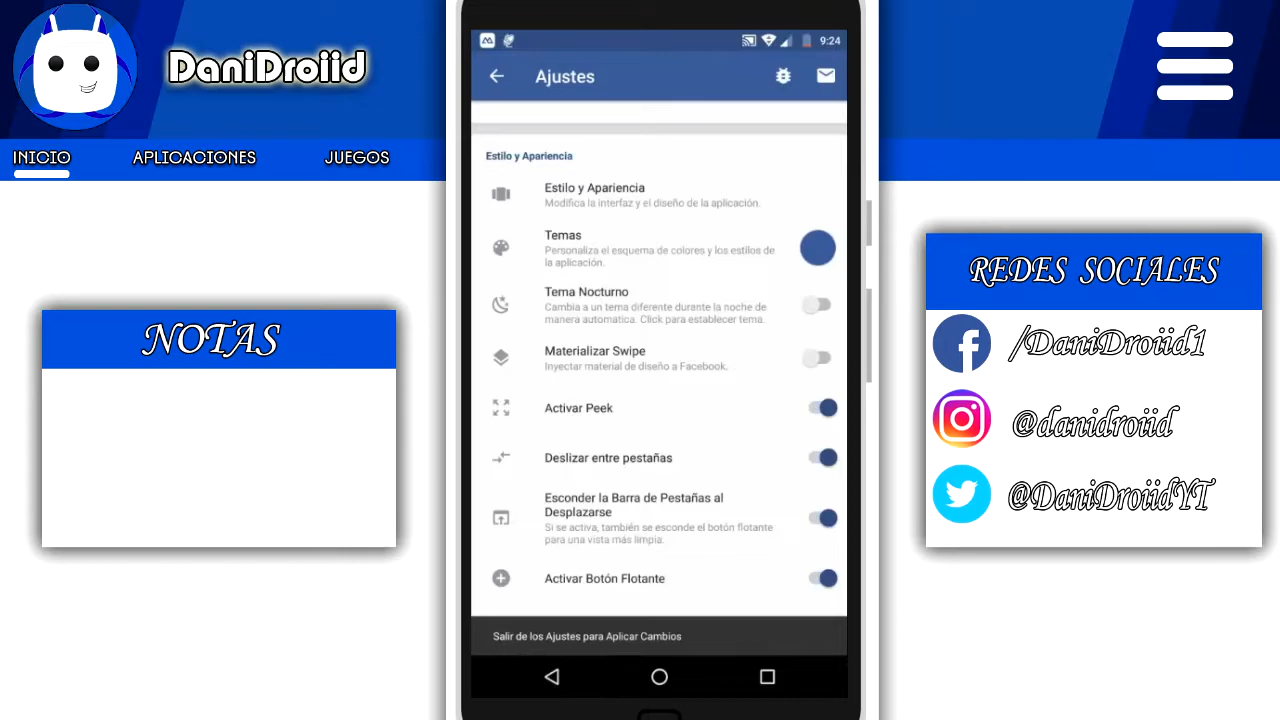 DaniDroiid
INICIO
APLICACIONES
JUEGOS
NOTAS
9:24
Ajustes
Estilo y Apariencia
Estilo y Apariencia
Modifica la interfaz y el diseño de la aplicación.
Temas
Personaliza el esquema de colores y los estilos de
la aplicación.
Tema Nocturno
Cambia a un tema diferente durante la noche de
manera automatica. Click para establecer tema.
Materializar Swipe
Inyectar material de diseño a Facebook.
Activar Peek
Deslizar entre pestañas
Esconder la Barra de Pestañas al
Desplazarse
Si se activa, también se esconde el botón flotante
para una vista más limpia.
Activar Botón Flotante
Salir de los Ajustes para Aplicar Cambios
REDES SOCIALES
/DaniDroiid1
@danidroiid
@DaniDroiidYT